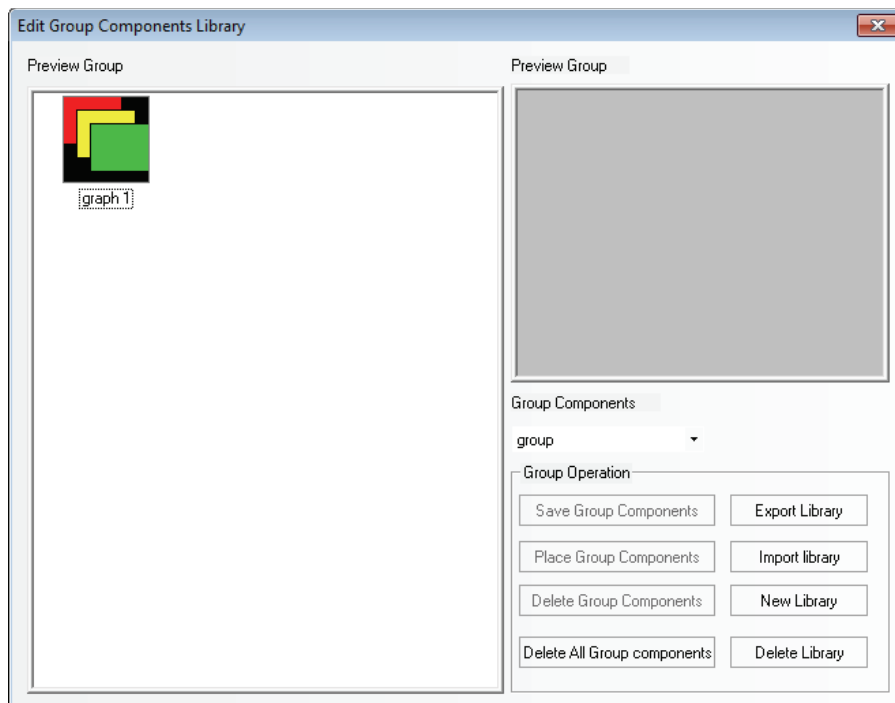 Edit Group Components Library
Preview Group
graph 1
Preview Group
Group Components
group
Group Operation
Save Group Components
Export Library
Place Group Components
Import library
Delete Group Components
New Library
Delete All Group components
Delete Library